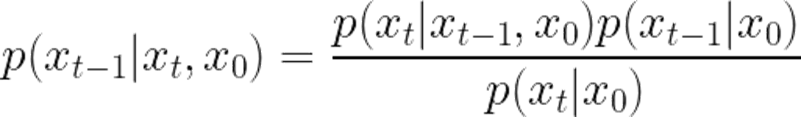 p(x_{t-1}|x_t, x_0) = \frac{p(x_t|x_{t-1}, x_0)p(x_{t-1}|x_0)}{p(x_t|x_0)}